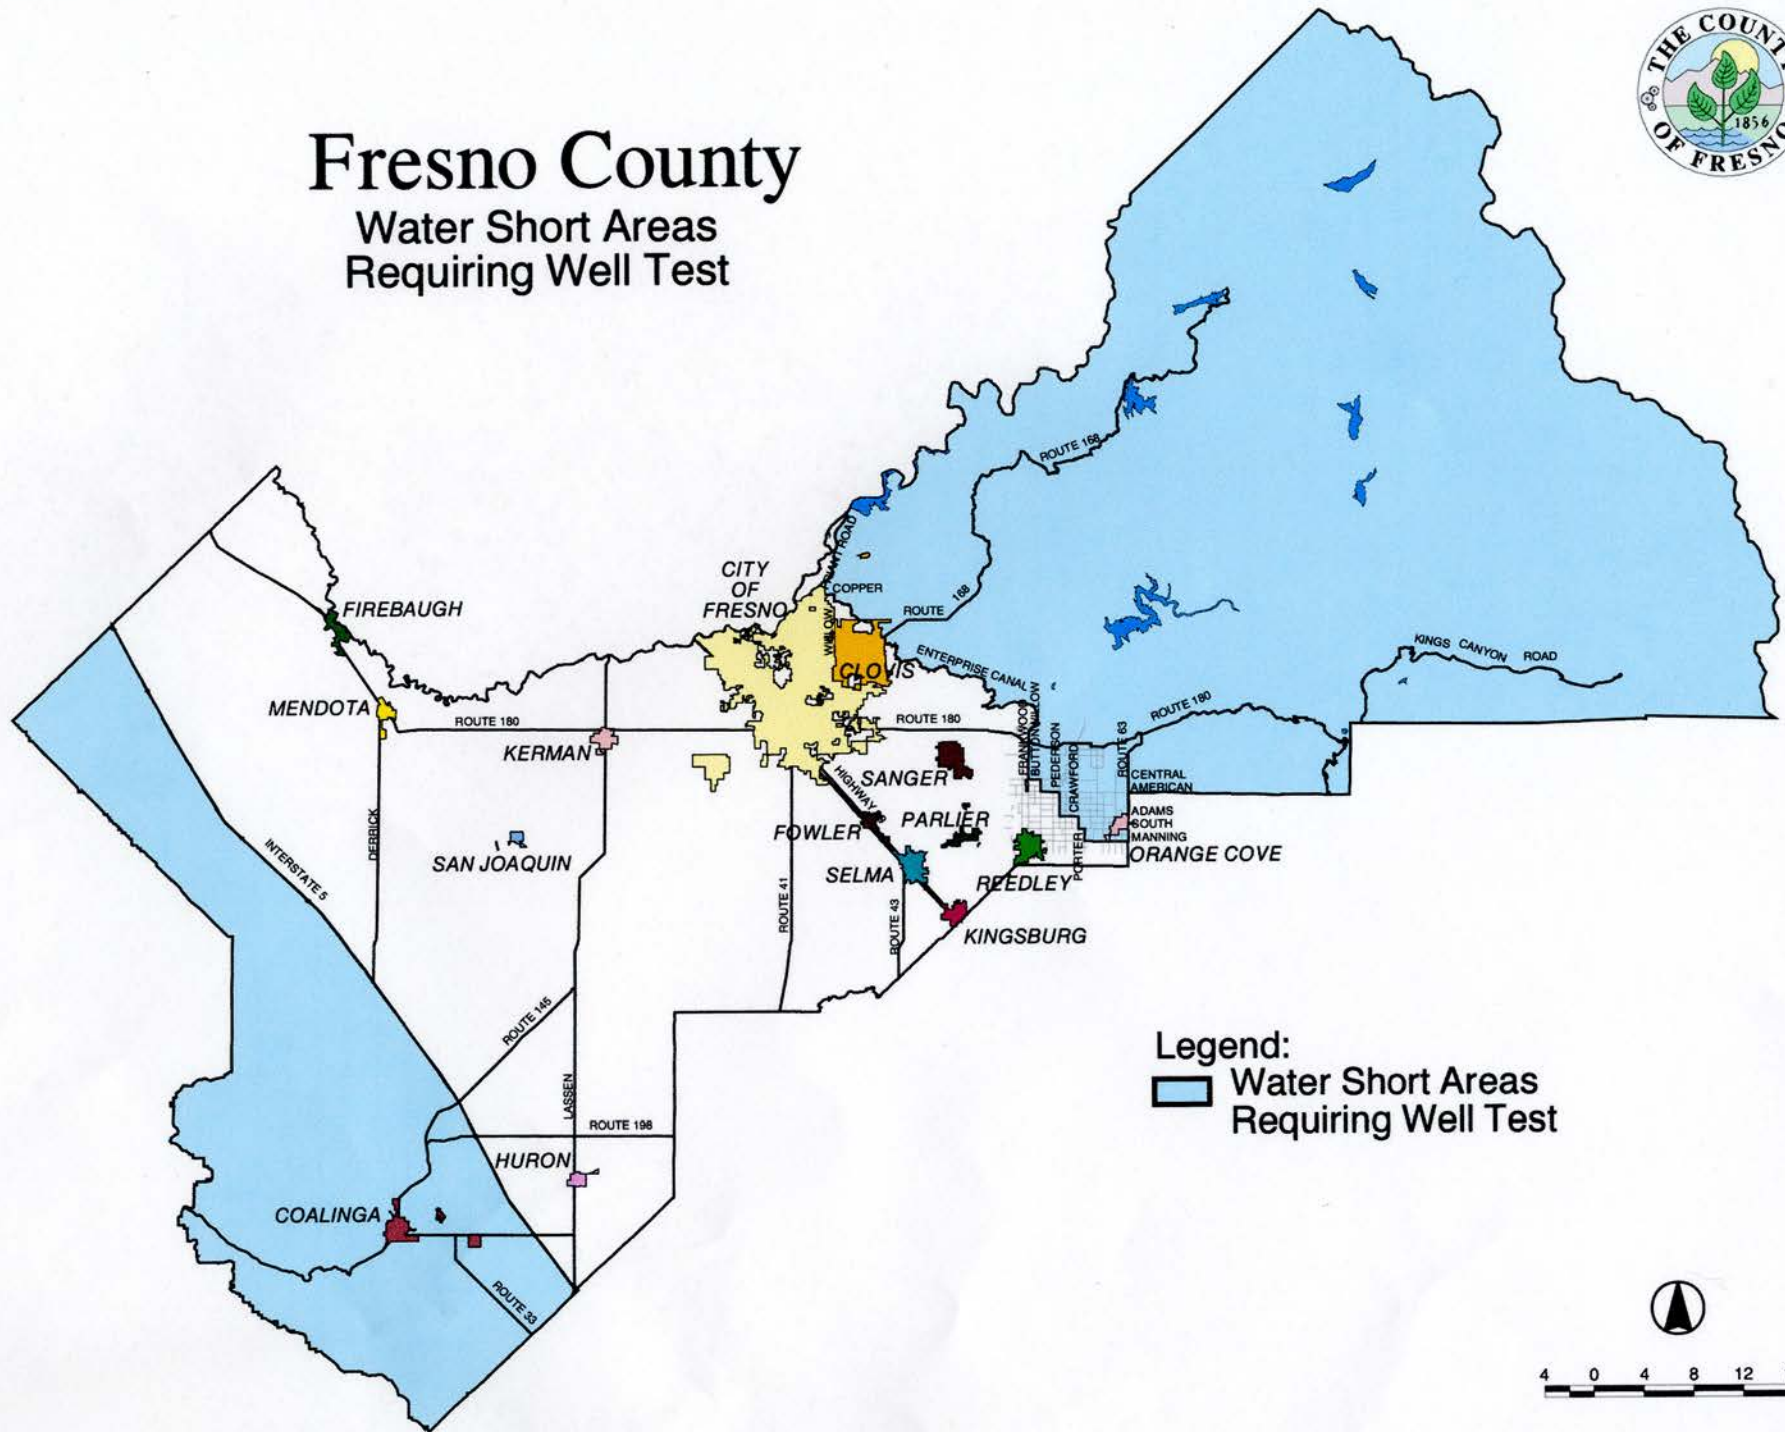 THE COUNTY
OF FRESNO
1856
Fresno County
Water Short Areas
Requiring Well Test
ROUTE 168
FRIANT ROAD
CITY
OF
FRESNO
COPPER
WILLOW
ROUTE 168
FIREBAUGH
CLOVIS
ENTERPRISE CANAL
KINGS CANYON ROAD
MENDOTA
ROUTE 180
ROUTE 180
ROUTE 180
KERMAN
FRANKWOOD
BUTTONWILLOW
PEDERSON
CRAWFORD
ROUTE 63
SANGER
HIGHWAY
CENTRAL
AMERICAN
ADAMS
SOUTH
MANNING
FOWLER
PARLIER
DERRICK
SAN JOAQUIN
INTERSTATE 5
ORANGE COVE
PORTER
SELMA
REEDLEY
ROUTE 41
ROUTE 43
KINGSBURG
ROUTE 145
LASSEN
Legend:
Water Short Areas
Requiring Well Test
ROUTE 198
HURON
COALINGA
ROUTE 33
4 0 4 8 12